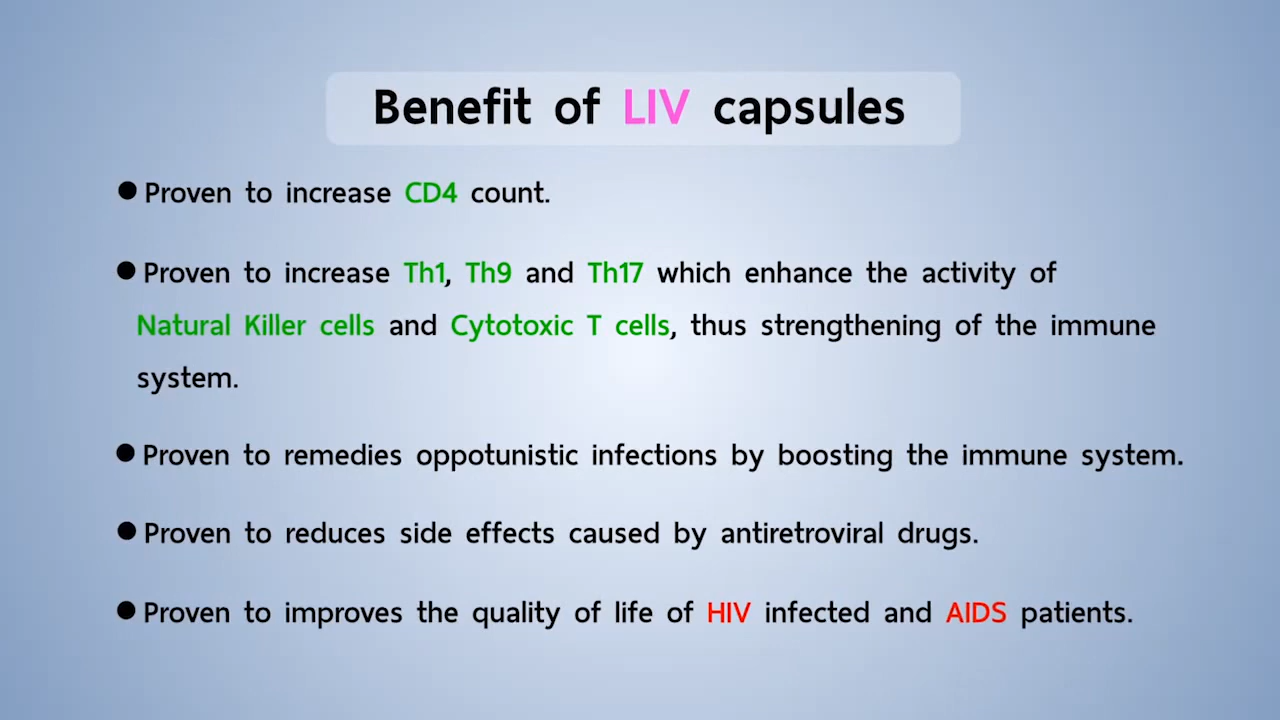 Benefit of LIV capsules
● Proven to increase CD4 count.
● Proven to increase Th1, Th9 and Th17 which enhance the activity of
Natural Killer cells and Cytotoxic T cells, thus strengthening of the immune
system.
● Proven to remedies oppotunistic infections by boosting the immune system.
● Proven to reduces side effects caused by antiretroviral drugs.
● Proven to improves the quality of life of HIV infected and AIDS patients.